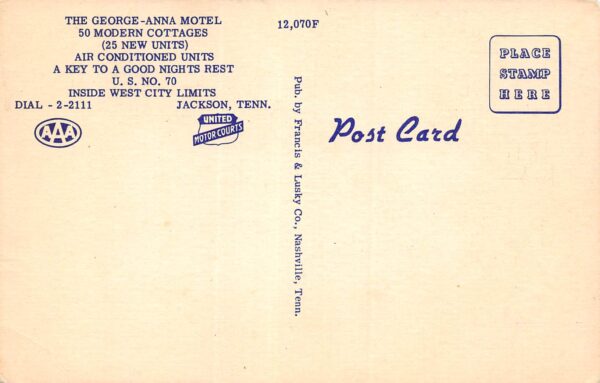 THE GEORGE-ANNA MOTEL
50 MODERN COTTAGES
(25 NEW UNITS)
AIR CONDITIONED UNITS
A KEY TO A GOOD NIGHTS REST
U. S. NO. 70
INSIDE WEST CITY LIMITS
DIAL - 2-2111 JACKSON, TENN.
AAA
UNITED
MOTOR COURTS
12,070F
Pub. by Francis & Lusky Co., Nashville, Tenn.
Post Card
PLACE
STAMP
HERE